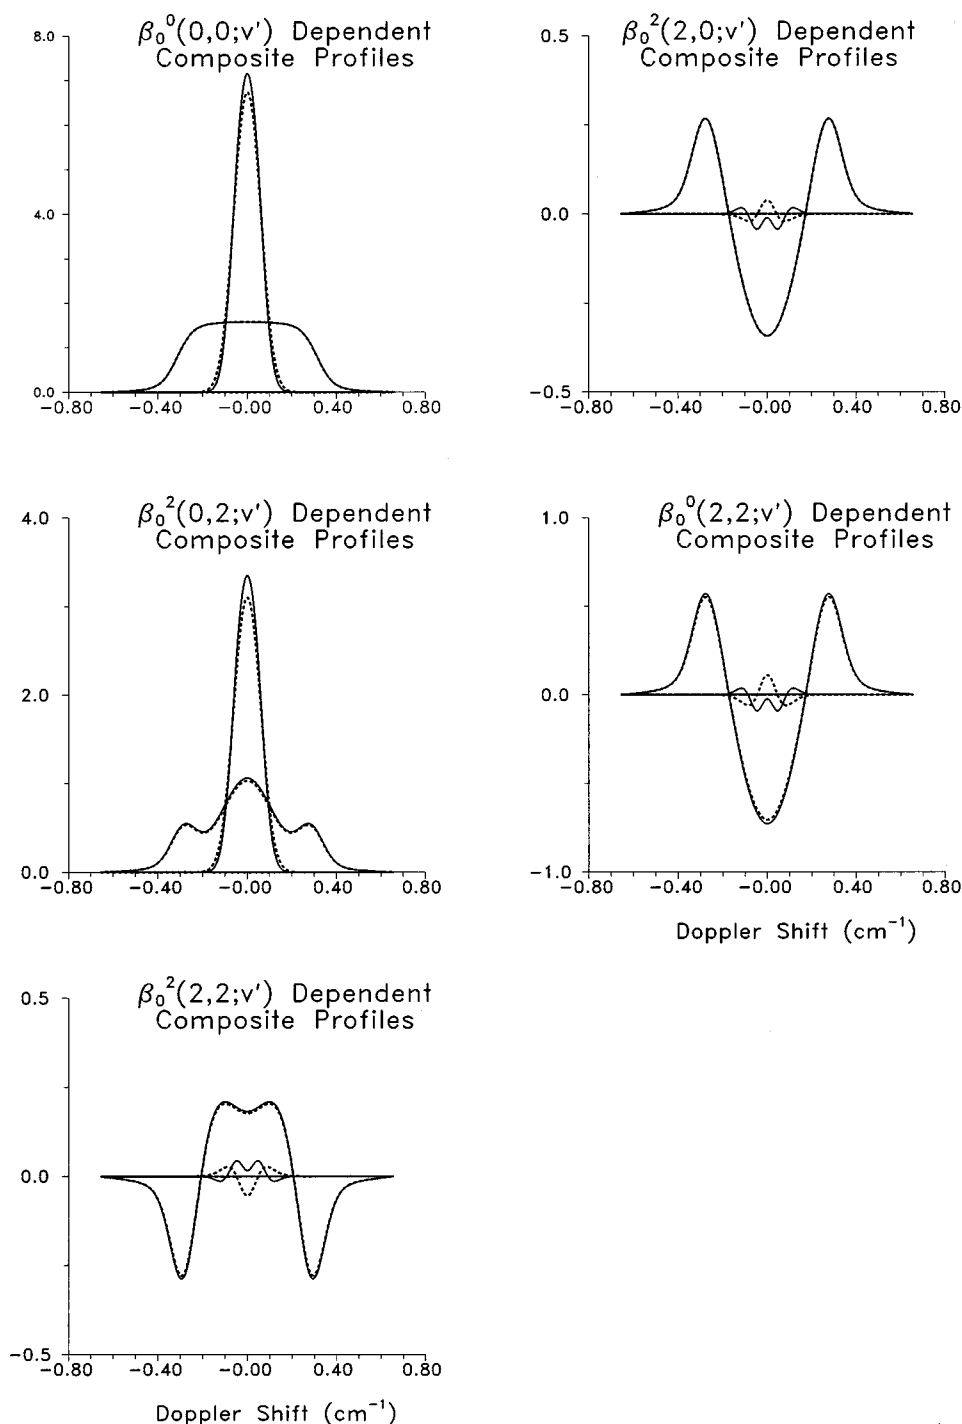 β₀⁰(0,0;v') Dependent
Composite Profiles
8.0
4.0
0.0
−0.80 −0.40 −0.00 0.40 0.80
β₀²(2,0;v') Dependent
Composite Profiles
0.5
0.0
−0.5
−0.80 −0.40 −0.00 0.40 0.80
β₀²(0,2;v') Dependent
Composite Profiles
4.0
2.0
0.0
−0.80 −0.40 −0.00 0.40 0.80
β₀⁰(2,2;v') Dependent
Composite Profiles
1.0
0.0
−1.0
−0.80 −0.40 −0.00 0.40 0.80
Doppler Shift (cm⁻¹)
β₀²(2,2;v') Dependent
Composite Profiles
0.5
0.0
−0.5
−0.80 −0.40 −0.00 0.40 0.80
Doppler Shift (cm⁻¹)